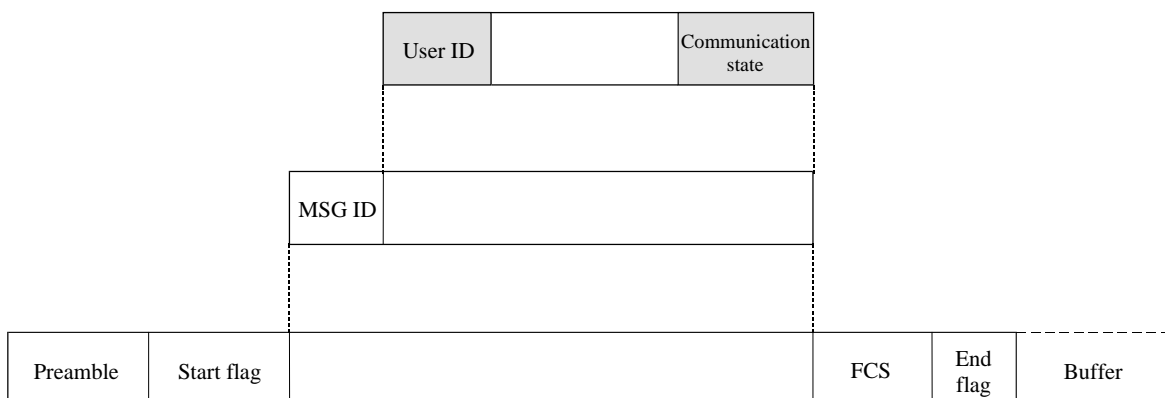 User ID
Communication
state
MSG ID
Preamble
Start flag
FCS
End
flag
Buffer